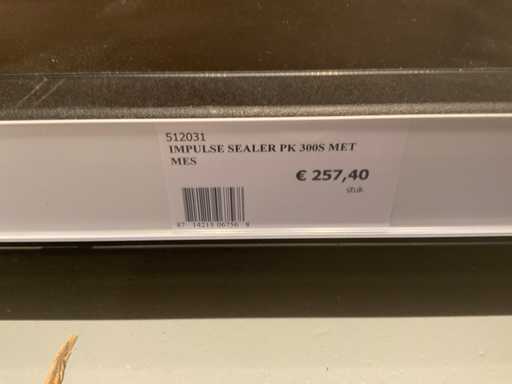 512031
IMPULSE SEALER PK 300S MET
MES
€ 257,40
stuk